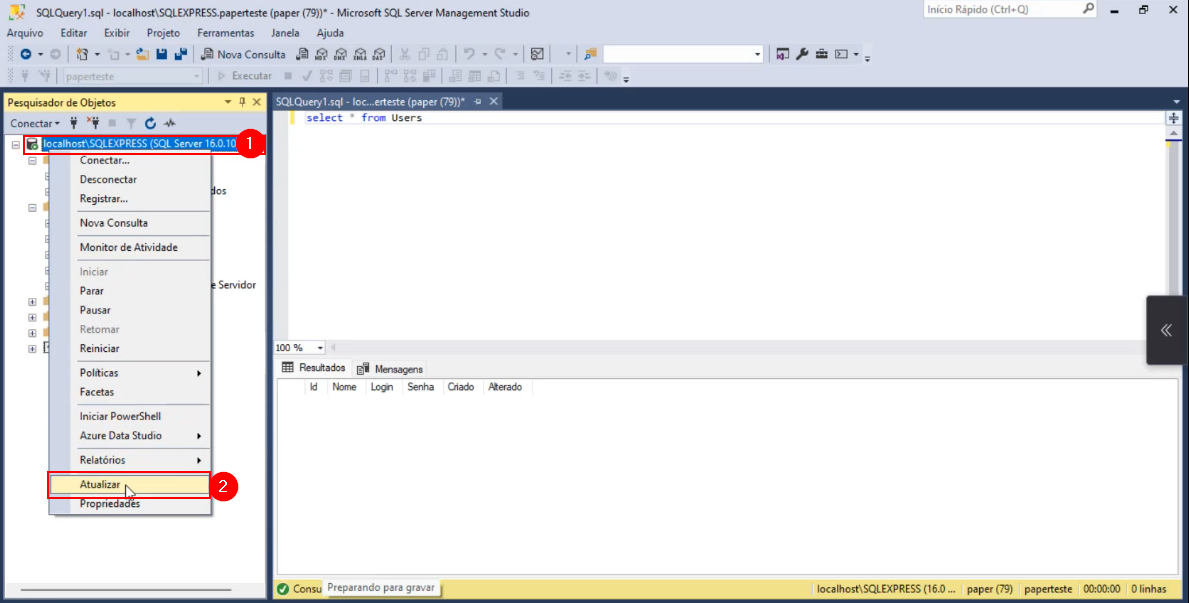 SQLQuery1.sql - localhost\SQLEXPRESS.paperteste (paper (79))* - Microsoft SQL Server Management Studio
Início Rápido (Ctrl+Q)
Arquivo Editar Exibir Projeto Ferramentas Janela Ajuda
Nova Consulta
paperteste Executar
Pesquisador de Objetos
SQLQuery1.sql - loc...erteste (paper (79))*
Conectar
select * from Users
localhost\SQLEXPRESS (SQL Server 16.0.10
1
Conectar...
Desconectar
dos
Registrar...
Nova Consulta
Monitor de Atividade
Iniciar
e Servidor
Parar
Pausar
Retomar
Reiniciar
100 %
Políticas
Facetas
Iniciar PowerShell
Azure Data Studio
Relatórios
Atualizar
2
Propriedades
Resultados Mensagens
Id Nome Login Senha Criado Alterado
Consu
Preparando para gravar
localhost\SQLEXPRESS (16.0 ... paper (79) paperteste 00:00:00 0 linhas